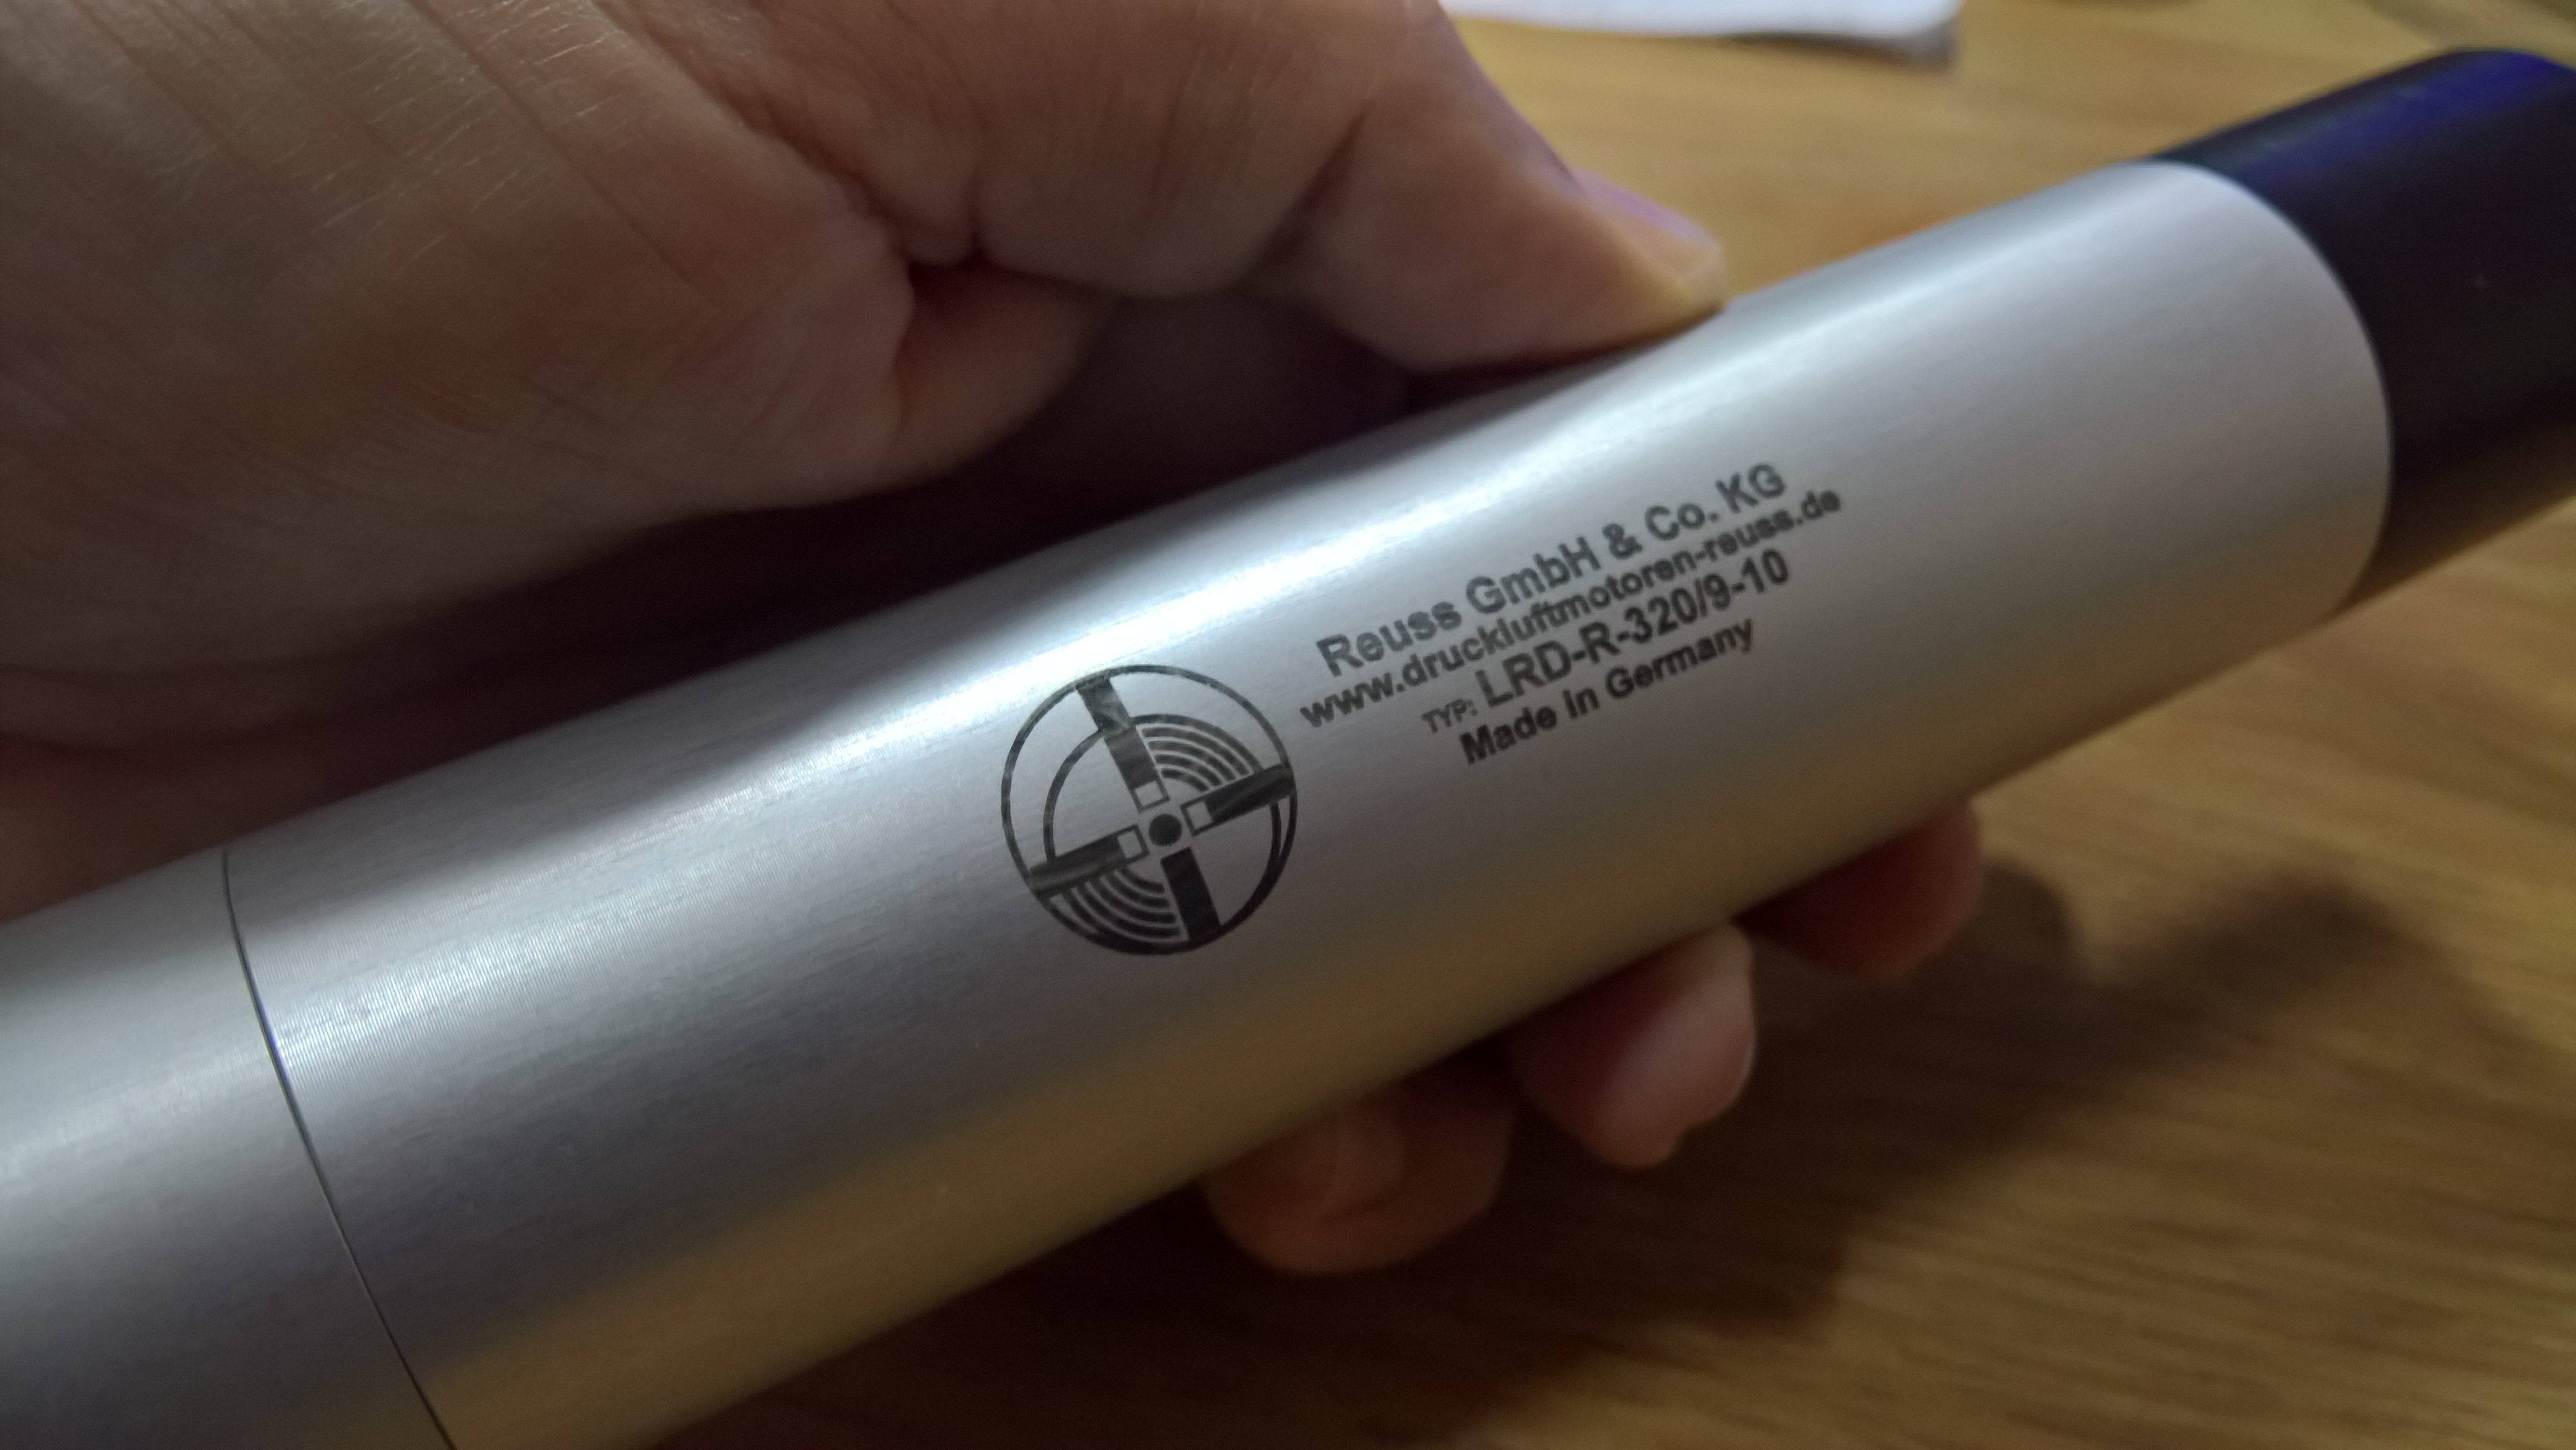 Reuss GmbH & Co. KG
www.druckluftmotoren-reuss.de
TYP: LRD-R-320/9-10
Made in Germany